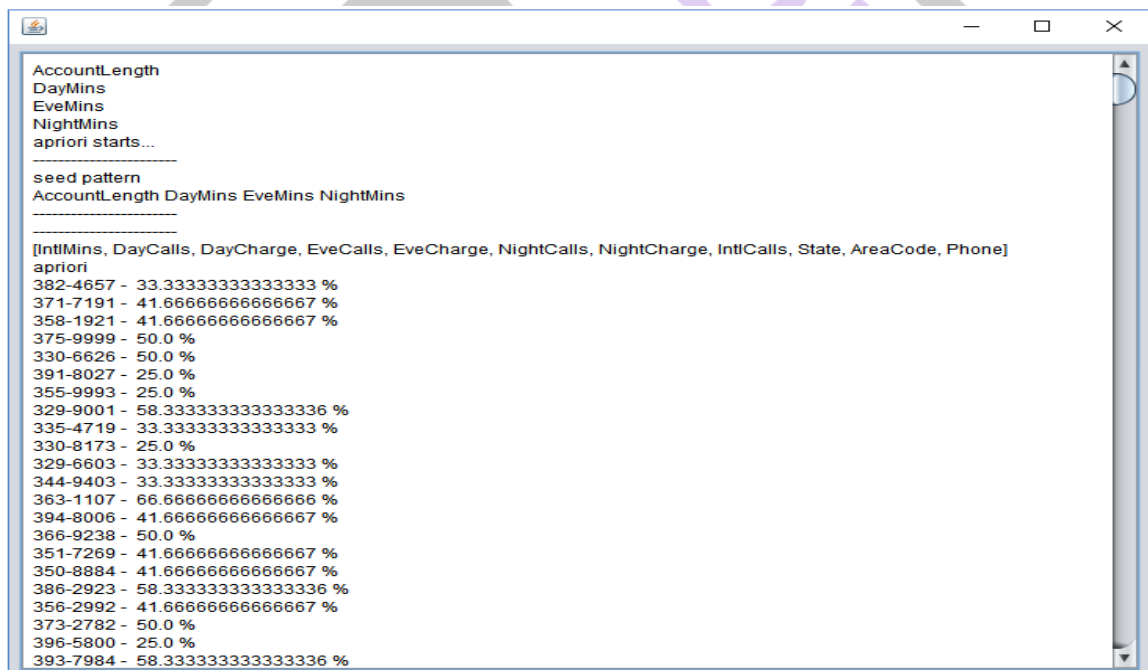 AccountLength
DayMins
EveMins
NightMins
apriori starts...
-----------------------
seed pattern
AccountLength DayMins EveMins NightMins
-----------------------
-----------------------
[IntlMins, DayCalls, DayCharge, EveCalls, EveCharge, NightCalls, NightCharge, IntlCalls, State, AreaCode, Phone]
apriori
382-4657 - 33.33333333333333 %
371-7191 - 41.66666666666667 %
358-1921 - 41.66666666666667 %
375-9999 - 50.0 %
330-6626 - 50.0 %
391-8027 - 25.0 %
355-9993 - 25.0 %
329-9001 - 58.333333333333336 %
335-4719 - 33.33333333333333 %
330-8173 - 25.0 %
329-6603 - 33.33333333333333 %
344-9403 - 33.33333333333333 %
363-1107 - 66.66666666666666 %
394-8006 - 41.66666666666667 %
366-9238 - 50.0 %
351-7269 - 41.66666666666667 %
350-8884 - 41.66666666666667 %
386-2923 - 58.333333333333336 %
356-2992 - 41.66666666666667 %
373-2782 - 50.0 %
396-5800 - 25.0 %
393-7984 - 58.333333333333336 %